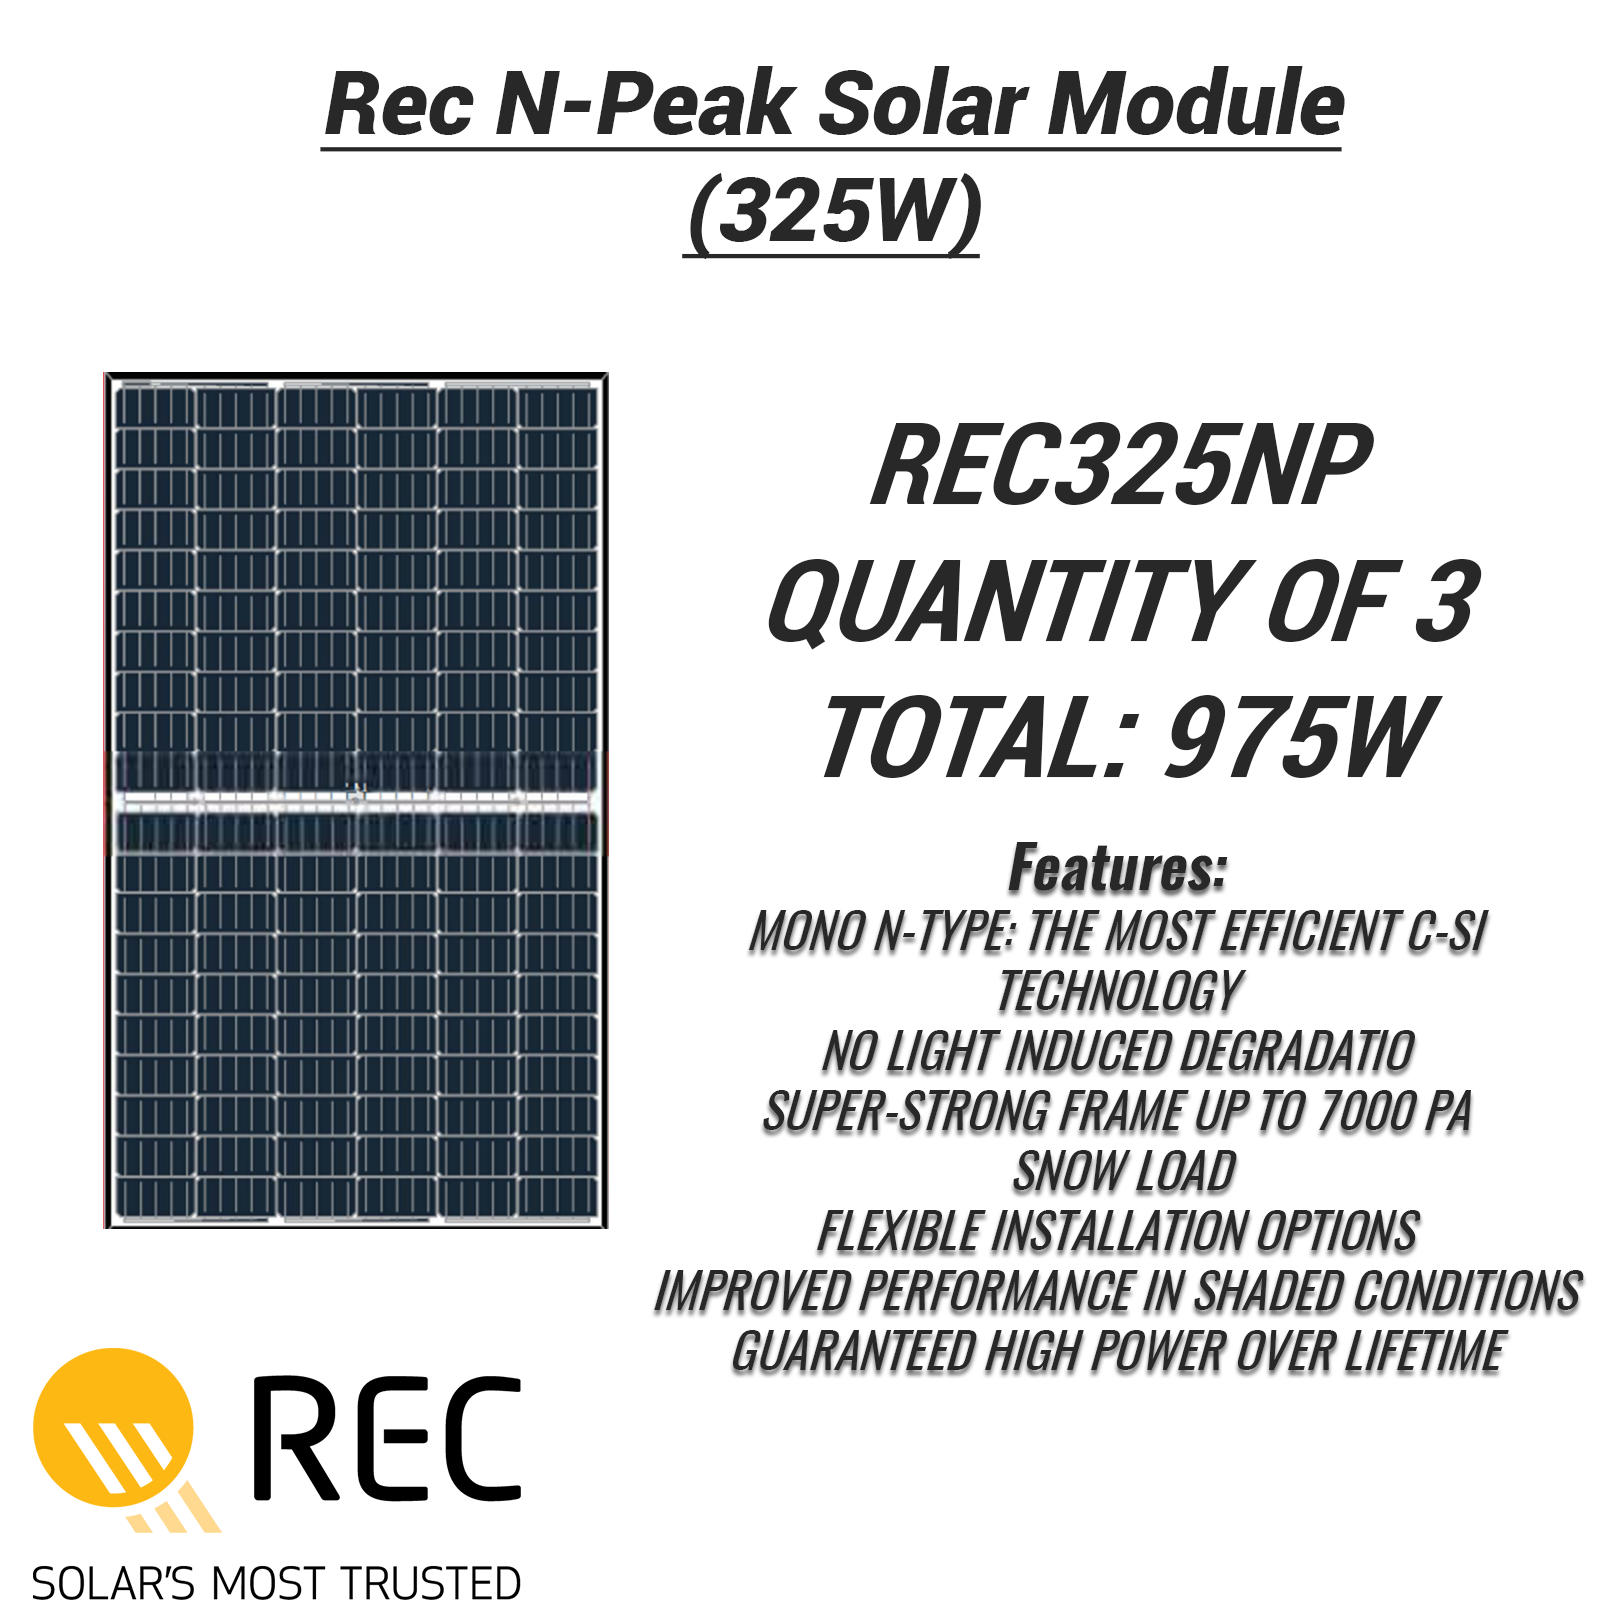 Rec N-Peak Solar Module
(325W)
REC325NP
QUANTITY OF 3
TOTAL: 975W
Features:
MONO N-TYPE: THE MOST EFFICIENT C-SI
TECHNOLOGY
NO LIGHT INDUCED DEGRADATIO
SUPER-STRONG FRAME UP TO 7000 PA
SNOW LOAD
FLEXIBLE INSTALLATION OPTIONS
IMPROVED PERFORMANCE IN SHADED CONDITIONS
GUARANTEED HIGH POWER OVER LIFETIME
REC
SOLAR'S MOST TRUSTED